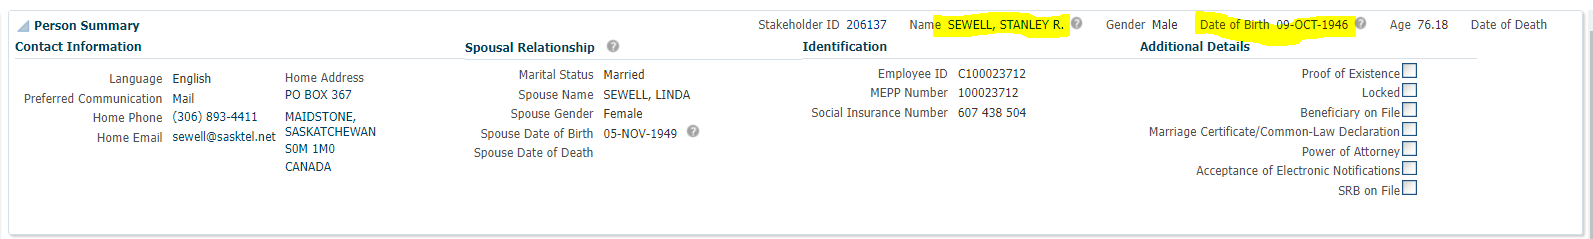 Person Summary
Stakeholder ID 206137 Name SEWELL, STANLEY R. Gender Male Date of Birth 09-OCT-1946 Age 76.18 Date of Death
Contact Information
Language English
Preferred Communication Mail
Home Phone (306) 893-4411
Home Email sewell@sasktel.net
Home Address
PO BOX 367
MAIDSTONE,
SASKATCHEWAN
S0M 1M0
CANADA
Spousal Relationship
Marital Status Married
Spouse Name SEWELL, LINDA
Spouse Gender Female
Spouse Date of Birth 05-NOV-1949
Spouse Date of Death
Identification
Employee ID C100023712
MEPP Number 100023712
Social Insurance Number 607 438 504
Additional Details
Proof of Existence
Locked
Beneficiary on File
Marriage Certificate/Common-Law Declaration
Power of Attorney
Acceptance of Electronic Notifications
SRB on File